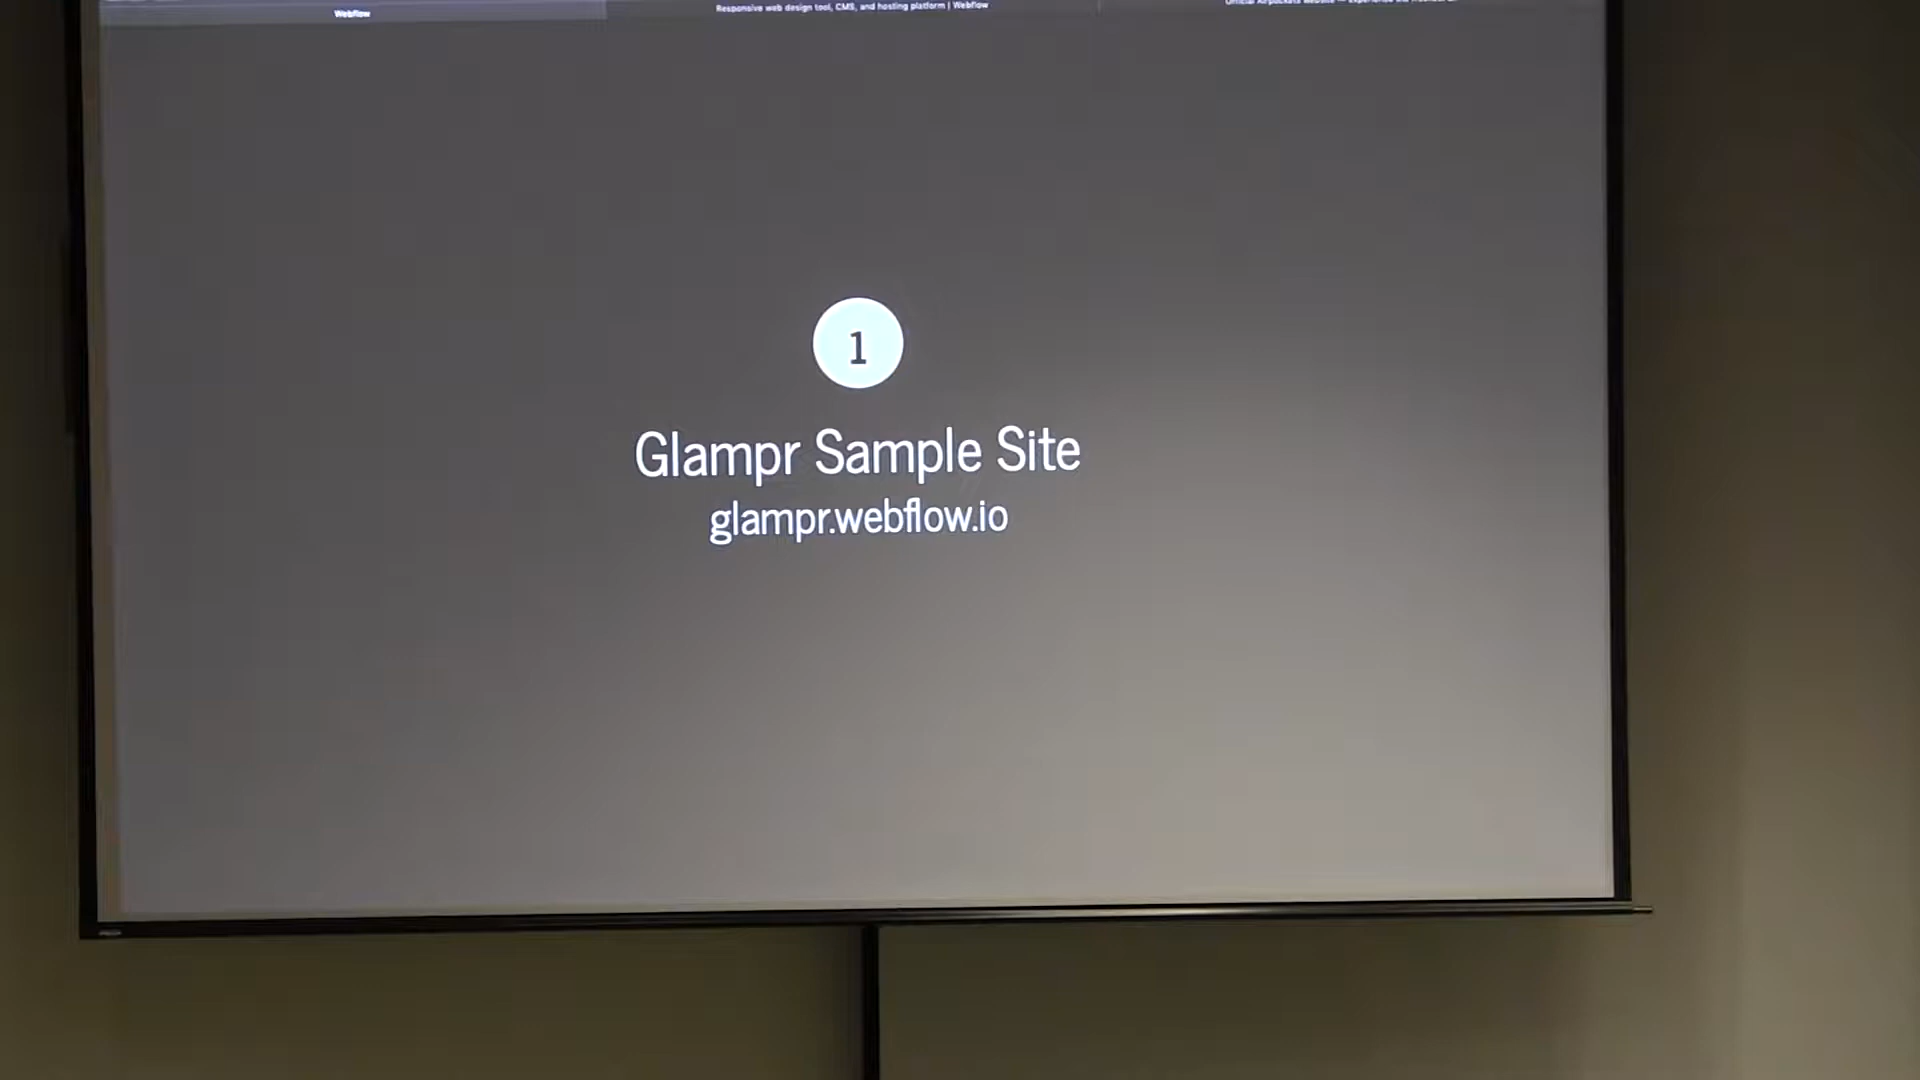 Webflow
Responsive web design tool, CMS, and hosting platform | Webflow
1
Glampr Sample Site
glampr.webflow.io